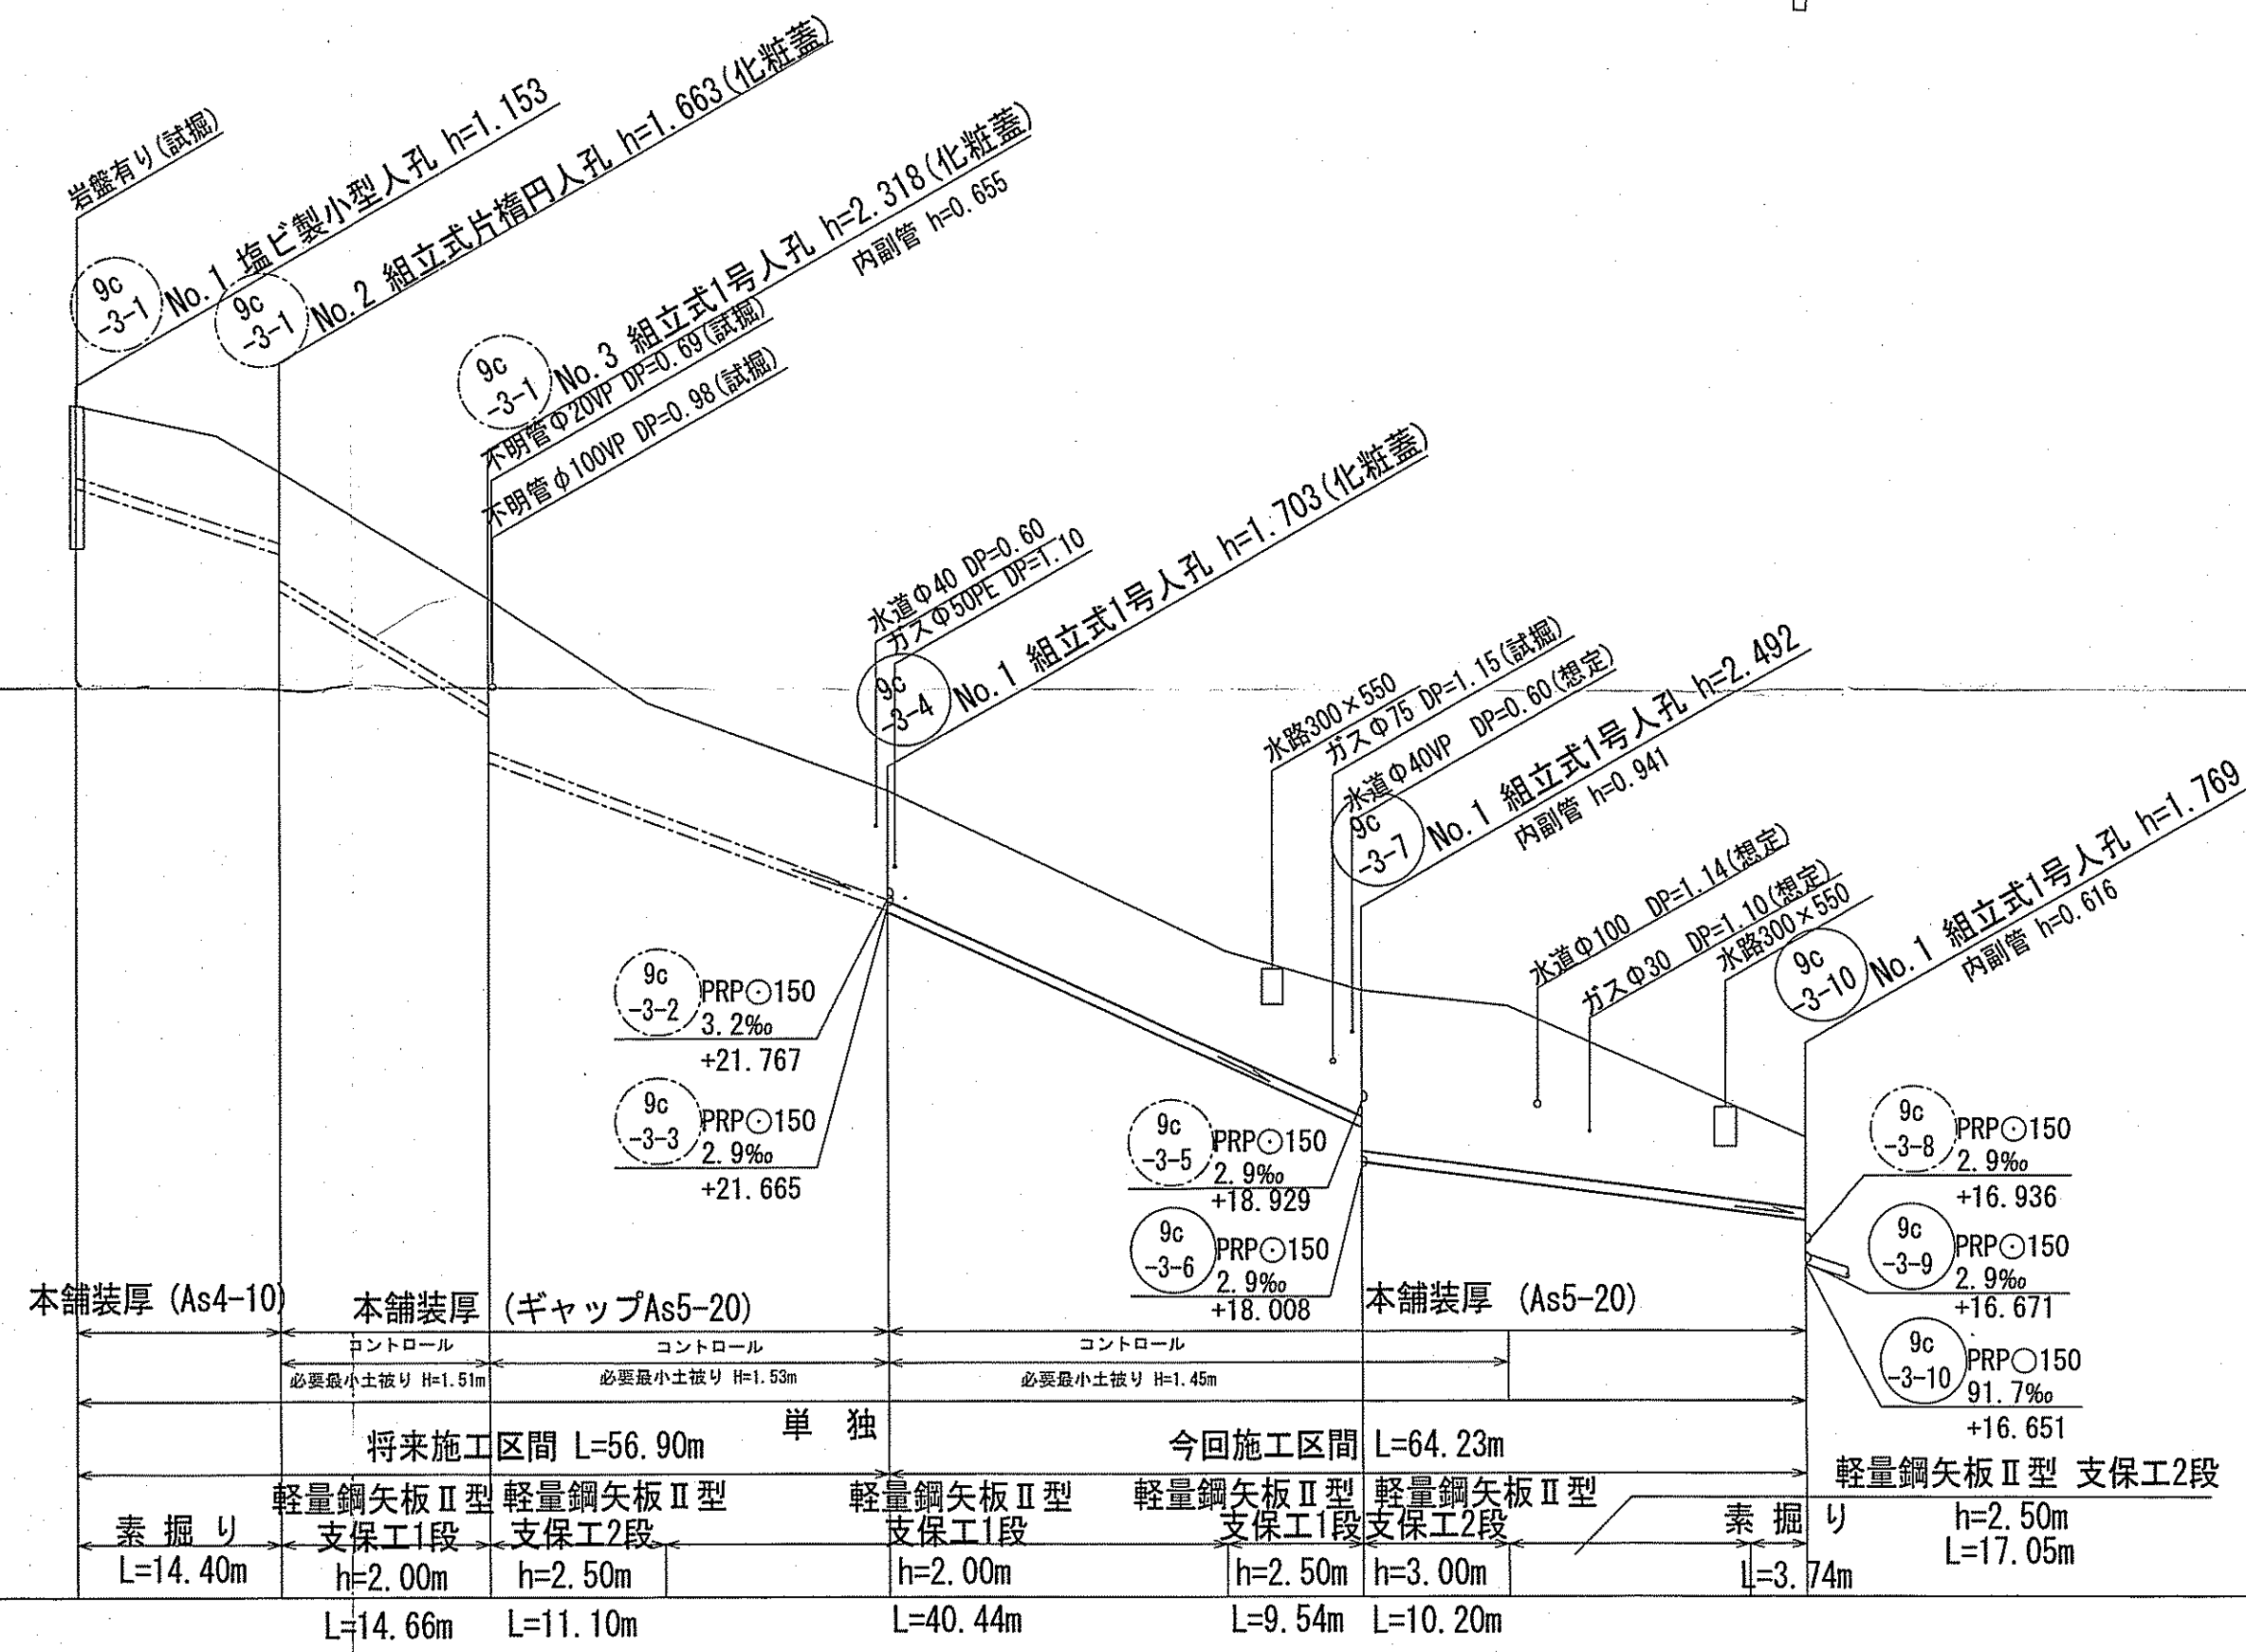 岩盤有り(試掘)
9c
-3-1
No.1 塩ビ製小型人孔 h=1.153
9c
-3-1
No.2 組立式片楕円人孔 h=1.663(化粧蓋)
9c
-3-1
No.3 組立式1号人孔 h=2.318(化粧蓋)
内副管 h=0.655
不明管Φ20VP DP=0.69(試掘)
不明管φ100VP DP=0.98(試掘)
水道Φ40 DP=0.60
ガスΦ50PE DP=1.10
9c
-3-4
No.1 組立式1号人孔 h=1.703(化粧蓋)
水路300×550
ガスΦ75 DP=1.15(試掘)
水道Φ40VP DP=0.60(想定)
9c
-3-7
No.1 組立式1号人孔 h=2.492
内副管 h=0.941
水道Φ100 DP=1.14(想定)
ガスΦ30 DP=1.10(想定)
水路300×550
9c
-3-10
No.1 組立式1号人孔 h=1.769
内副管 h=0.616
9c
-3-2
PRP⊙150
3.2‰
+21.767
9c
-3-3
PRP⊙150
2.9‰
+21.665
9c
-3-5
PRP⊙150
2.9‰
+18.929
9c
-3-6
PRP⊙150
2.9‰
+18.008
9c
-3-8
PRP⊙150
2.9‰
+16.936
9c
-3-9
PRP⊙150
2.9‰
+16.671
9c
-3-10
PRP○150
91.7‰
+16.651
本舗装厚 (As4-10)
本舗装厚 (ギャップAs5-20)
本舗装厚 (As5-20)
コントロール
コントロール
コントロール
必要最小土被り H=1.51m
必要最小土被り H=1.53m
必要最小土被り H=1.45m
単 独
将来施工区間 L=56.90m
今回施工区間 L=64.23m
素 掘 り
L=14.40m
軽量鋼矢板Ⅱ型
支保工1段
h=2.00m
L=14.66m
軽量鋼矢板Ⅱ型
支保工2段
h=2.50m
L=11.10m
軽量鋼矢板Ⅱ型
支保工1段
h=2.00m
L=40.44m
軽量鋼矢板Ⅱ型
支保工1段
h=2.50m
L=9.54m
軽量鋼矢板Ⅱ型
支保工2段
h=3.00m
L=10.20m
素 掘 り
L=3.74m
軽量鋼矢板Ⅱ型 支保工2段
h=2.50m
L=17.05m